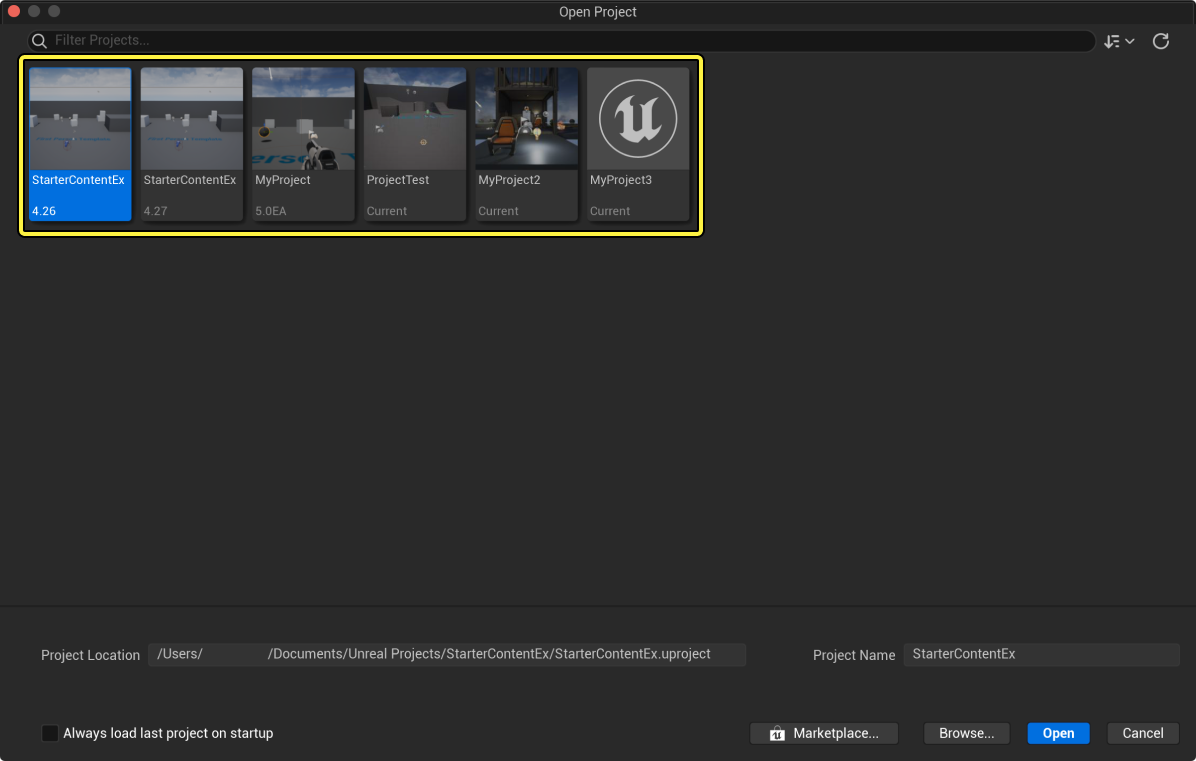 Open Project
Filter Projects...
StarterContentEx
4.26
StarterContentEx
4.27
MyProject
5.0EA
ProjectTest
Current
MyProject2
Current
MyProject3
Current
Project Location /Users/ /Documents/Unreal Projects/StarterContentEx/StarterContentEx.uproject Project Name StarterContentEx
Always load last project on startup Marketplace... Browse... Open Cancel